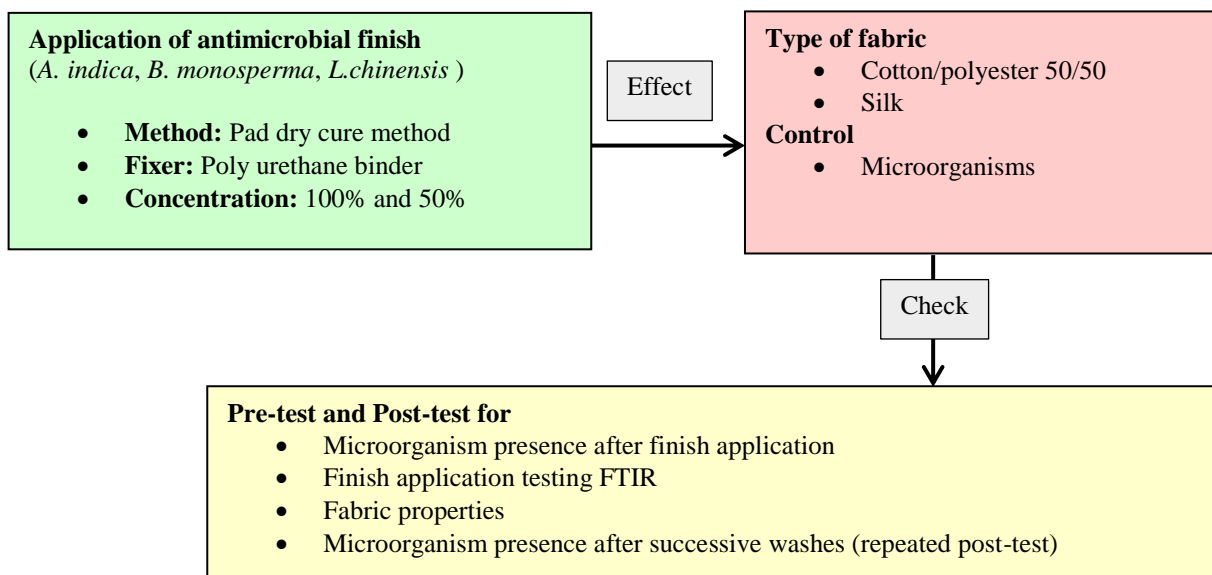 Application of antimicrobial finish
(A. indica, B. monosperma, L.chinensis )
• Method: Pad dry cure method
• Fixer: Poly urethane binder
• Concentration: 100% and 50%
Effect
Type of fabric
• Cotton/polyester 50/50
• Silk
Control
• Microorganisms
Check
Pre-test and Post-test for
• Microorganism presence after finish application
• Finish application testing FTIR
• Fabric properties
• Microorganism presence after successive washes (repeated post-test)